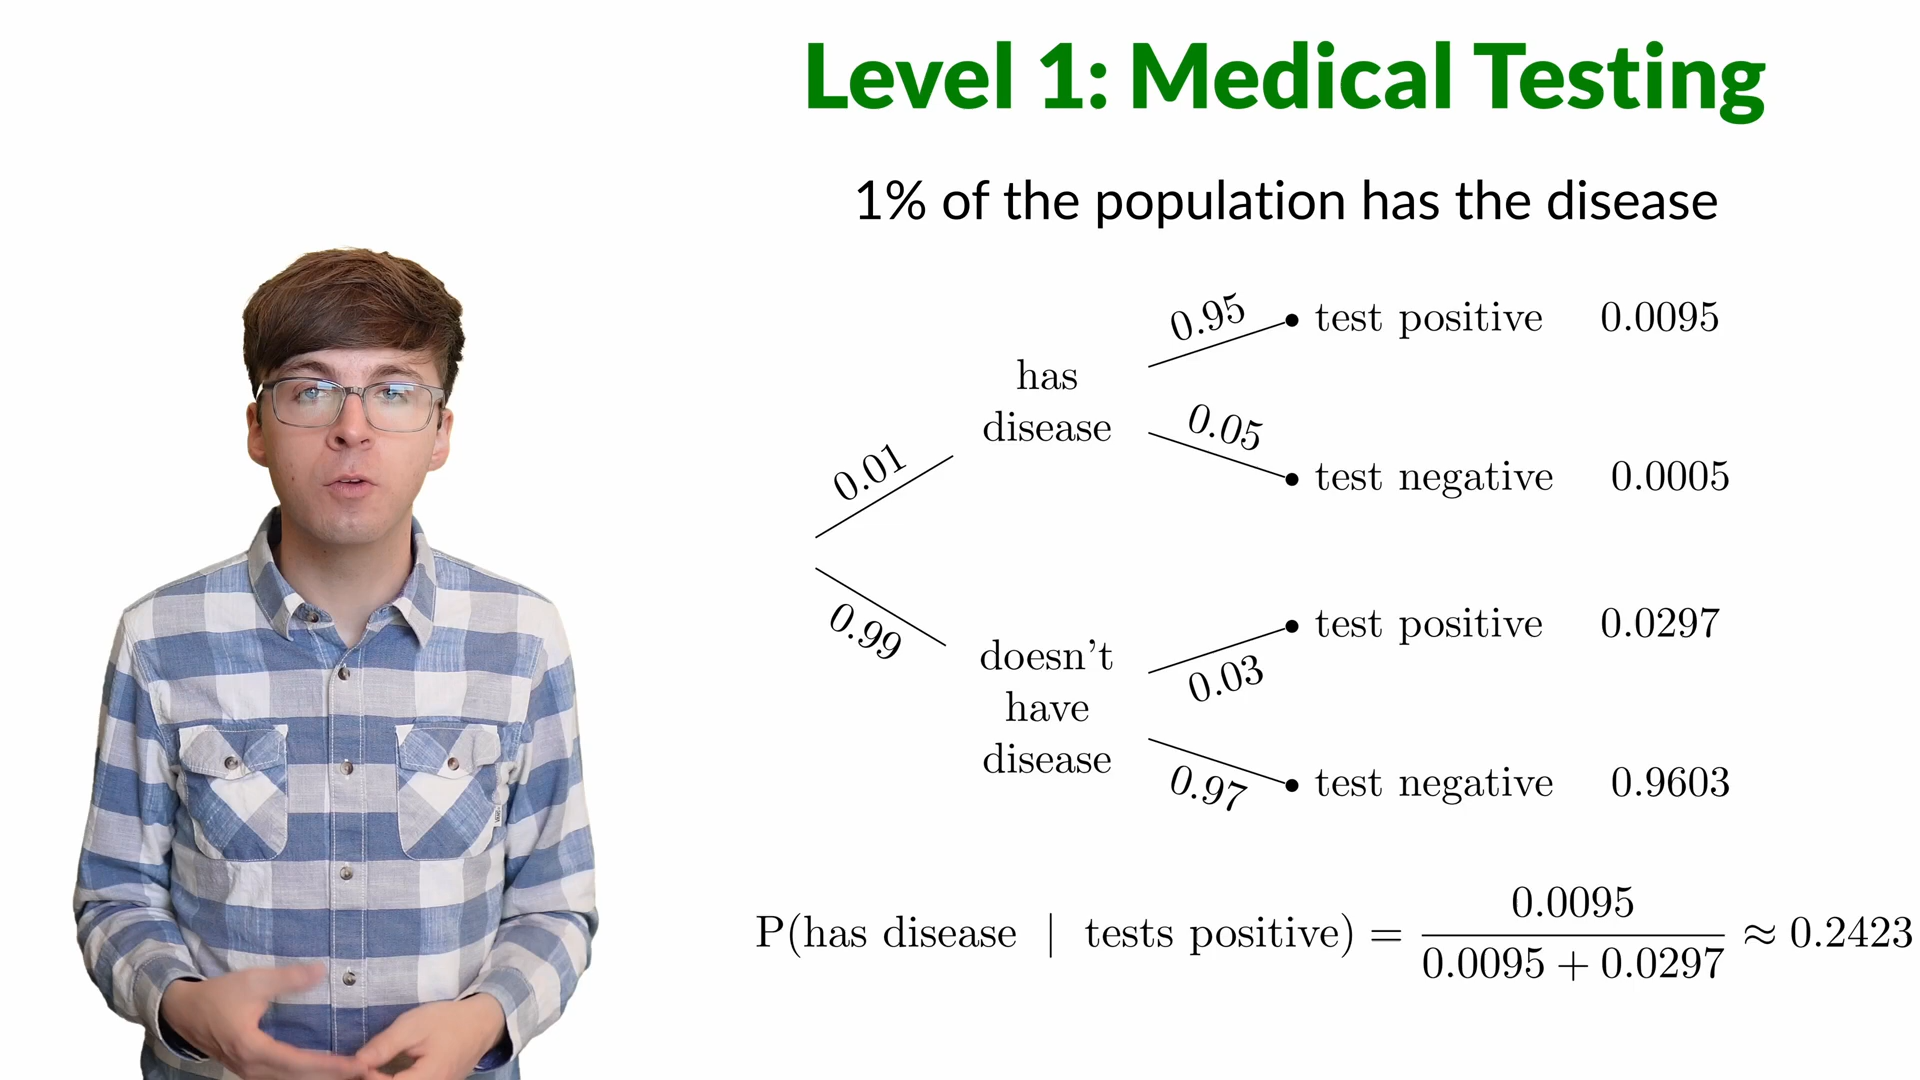 Level 1: Medical Testing
1% of the population has the disease
0.95 test positive 0.0095
has
disease
0.05 test negative 0.0005
0.01
0.99
doesn't
have
disease
test positive 0.0297
0.03
0.97 test negative 0.9603
P(has disease | tests positive) = 0.0095 / 0.0095 + 0.0297 ≈ 0.2423